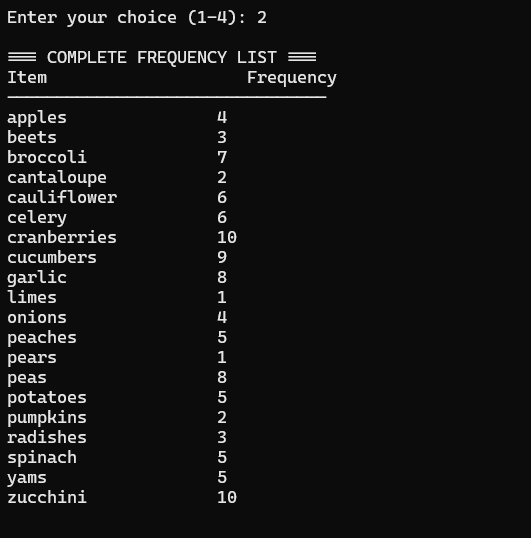 Enter your choice (1-4): 2
=== COMPLETE FREQUENCY LIST ===
Item Frequency
--------------------------------
apples 4
beets 3
broccoli 7
cantaloupe 2
cauliflower 6
celery 6
cranberries 10
cucumbers 9
garlic 8
limes 1
onions 4
peaches 5
pears 1
peas 8
potatoes 5
pumpkins 2
radishes 3
spinach 5
yams 5
zucchini 10